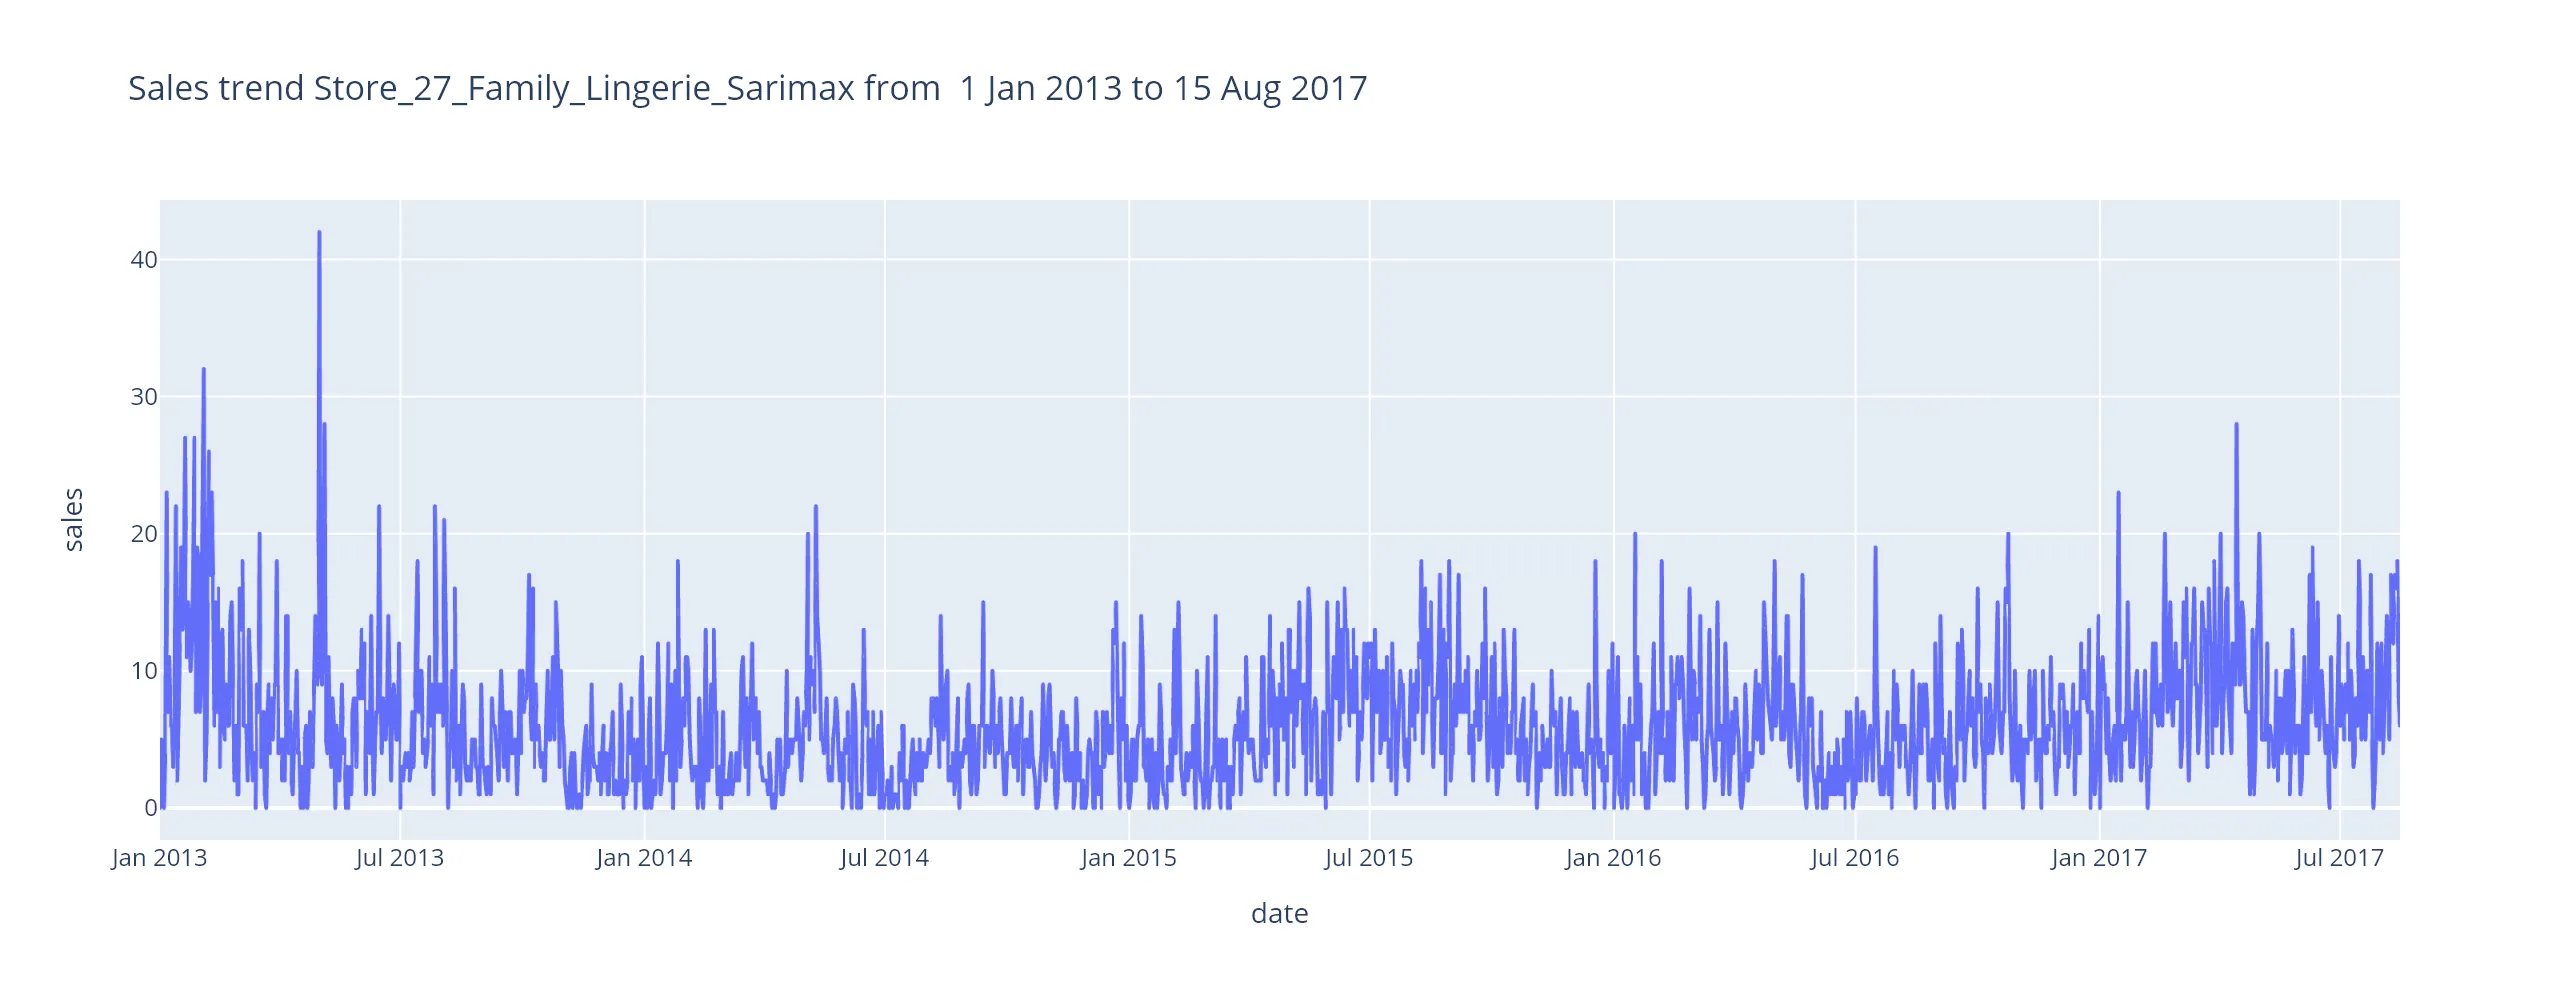 Sales trend Store_27_Family_Lingerie_Sarimax from  1 Jan 2013 to 15 Aug 2017
sales
40
30
20
10
0
Jan 2013 Jul 2013 Jan 2014 Jul 2014 Jan 2015 Jul 2015 Jan 2016 Jul 2016 Jan 2017 Jul 2017
date